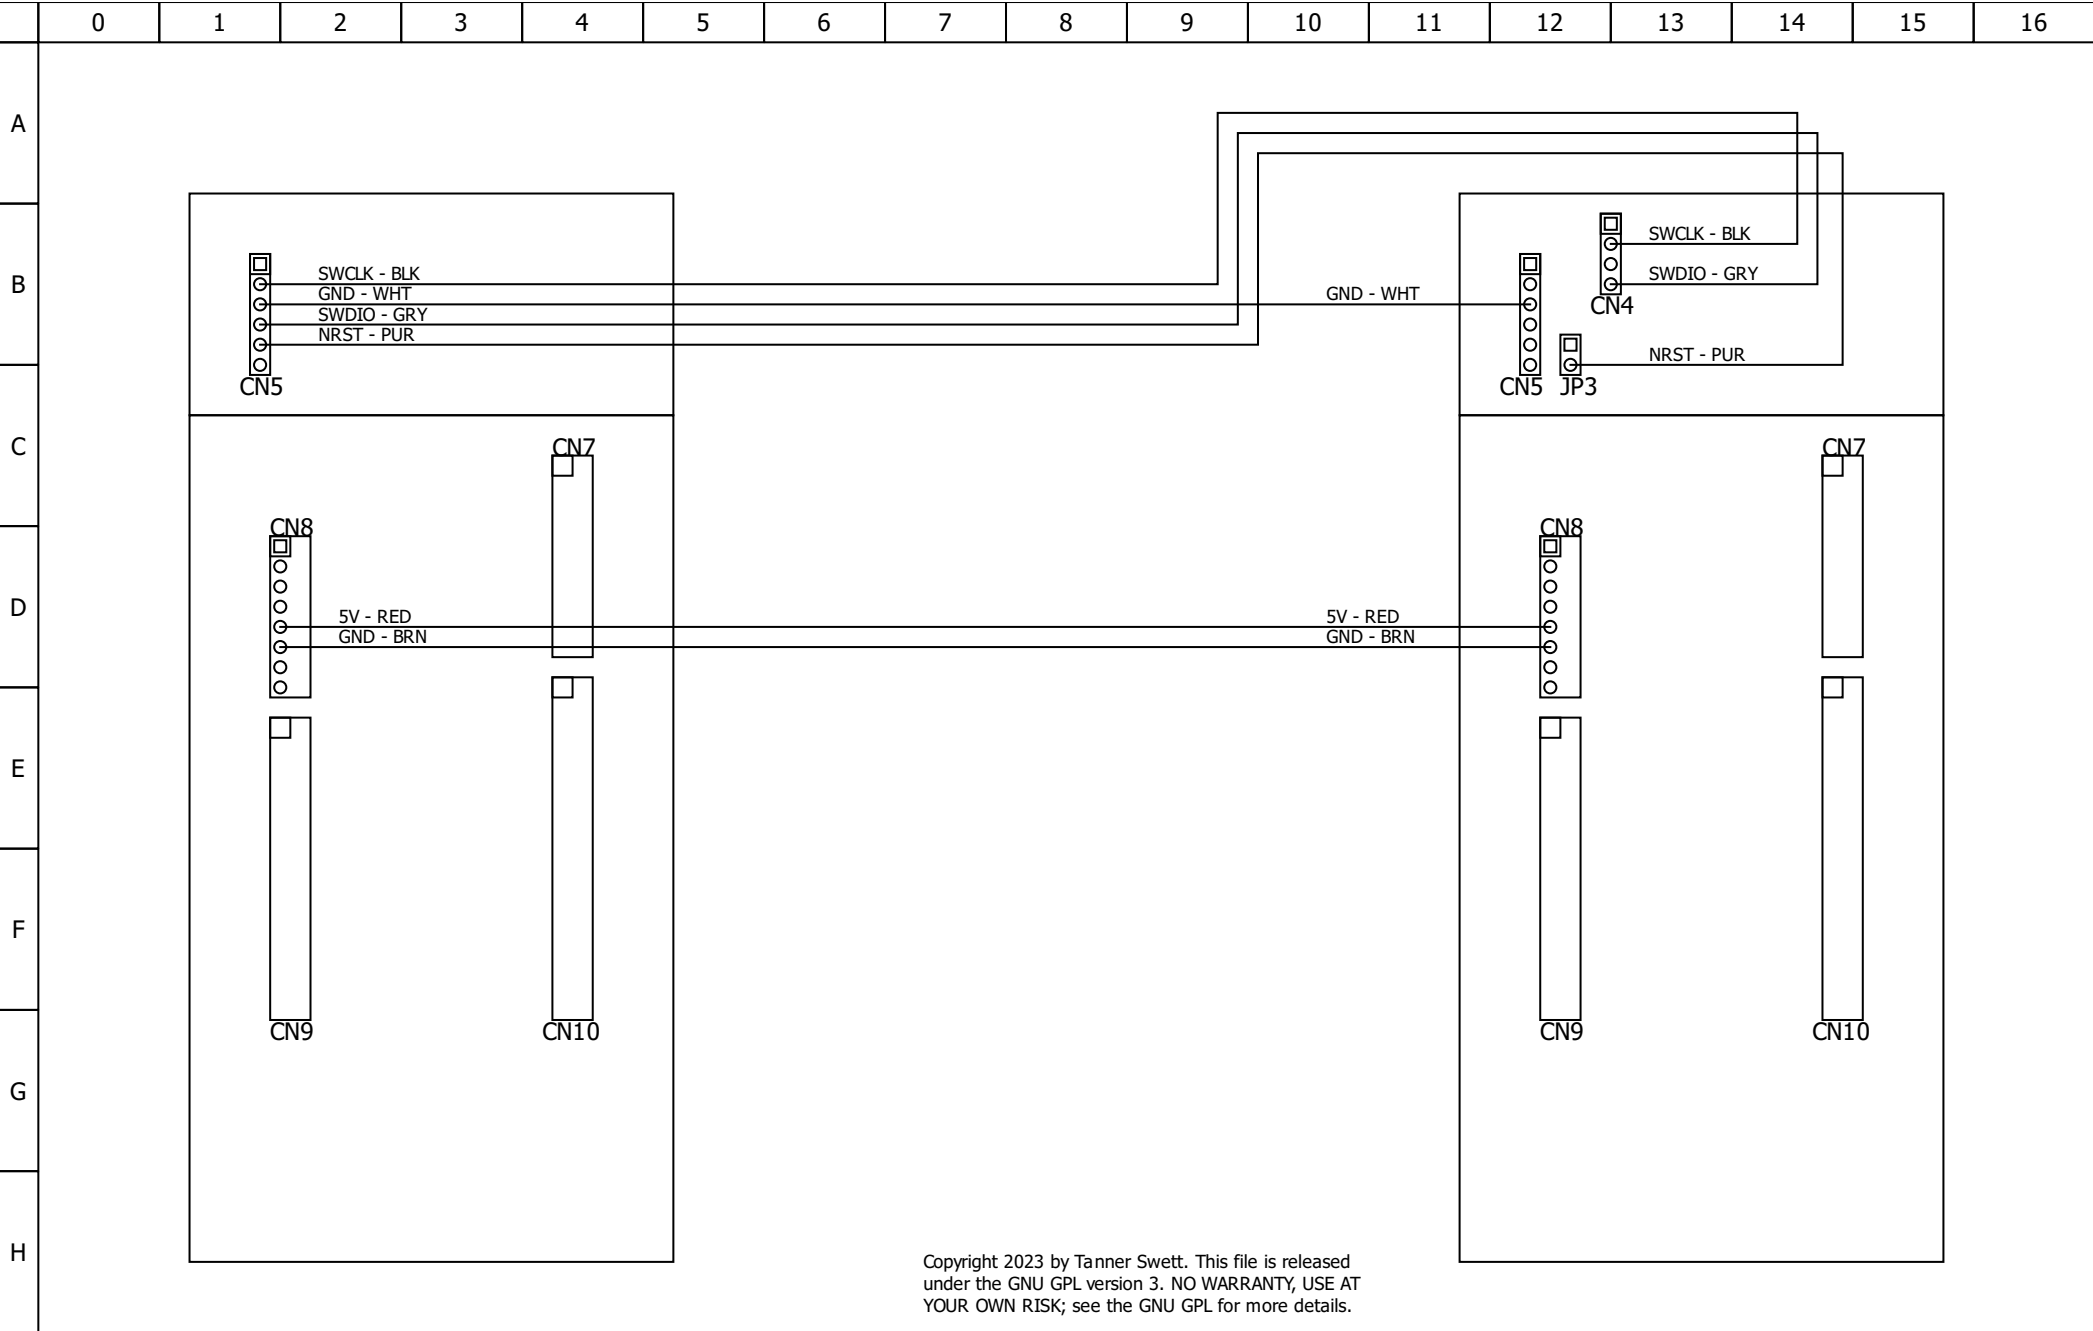 0 1 2 3 4 5 6 7 8 9 10 11 12 13 14 15 16
A
B
C
D
E
F
G
H
SWCLK - BLK
GND - WHT
SWDIO - GRY
NRST - PUR
CN5
CN7
CN8
5V - RED
GND - BRN
CN9
CN10
GND - WHT
SWCLK - BLK
SWDIO - GRY
CN4
NRST - PUR
CN5 JP3
CN7
CN8
5V - RED
GND - BRN
CN9
CN10
Copyright 2023 by Tanner Swett. This file is released
under the GNU GPL version 3. NO WARRANTY, USE AT
YOUR OWN RISK; see the GNU GPL for more details.